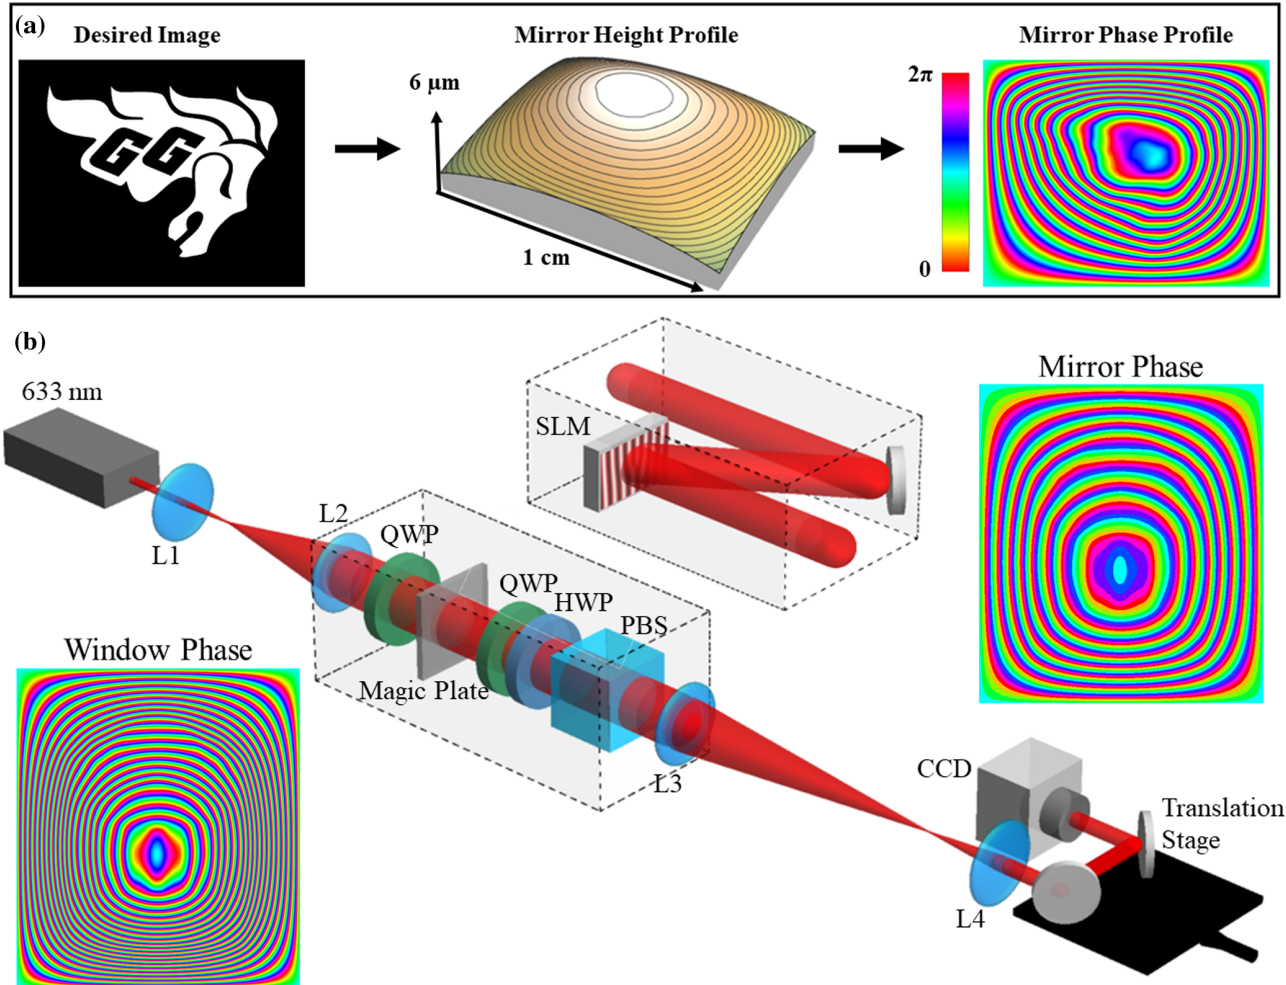 (a)
Desired Image
Mirror Height Profile
Mirror Phase Profile
6 μm
2π
GG
1 cm
0
(b)
633 nm
Mirror Phase
SLM
L2
QWP
L1
QWP
HWP
PBS
Window Phase
Magic Plate
CCD
L3
Translation
Stage
L4